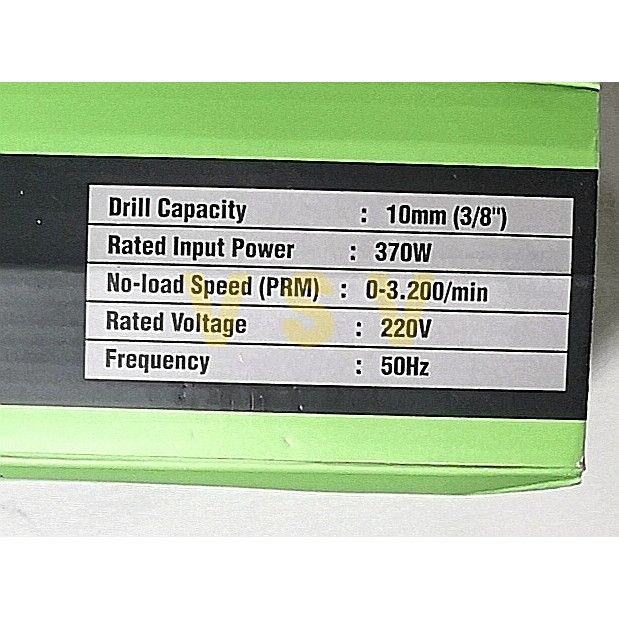 Drill Capacity : 10mm (3/8")
Rated Input Power : 370W
No-load Speed (PRM) : 0-3.200/min
Rated Voltage : 220V
Frequency : 50Hz
VSV